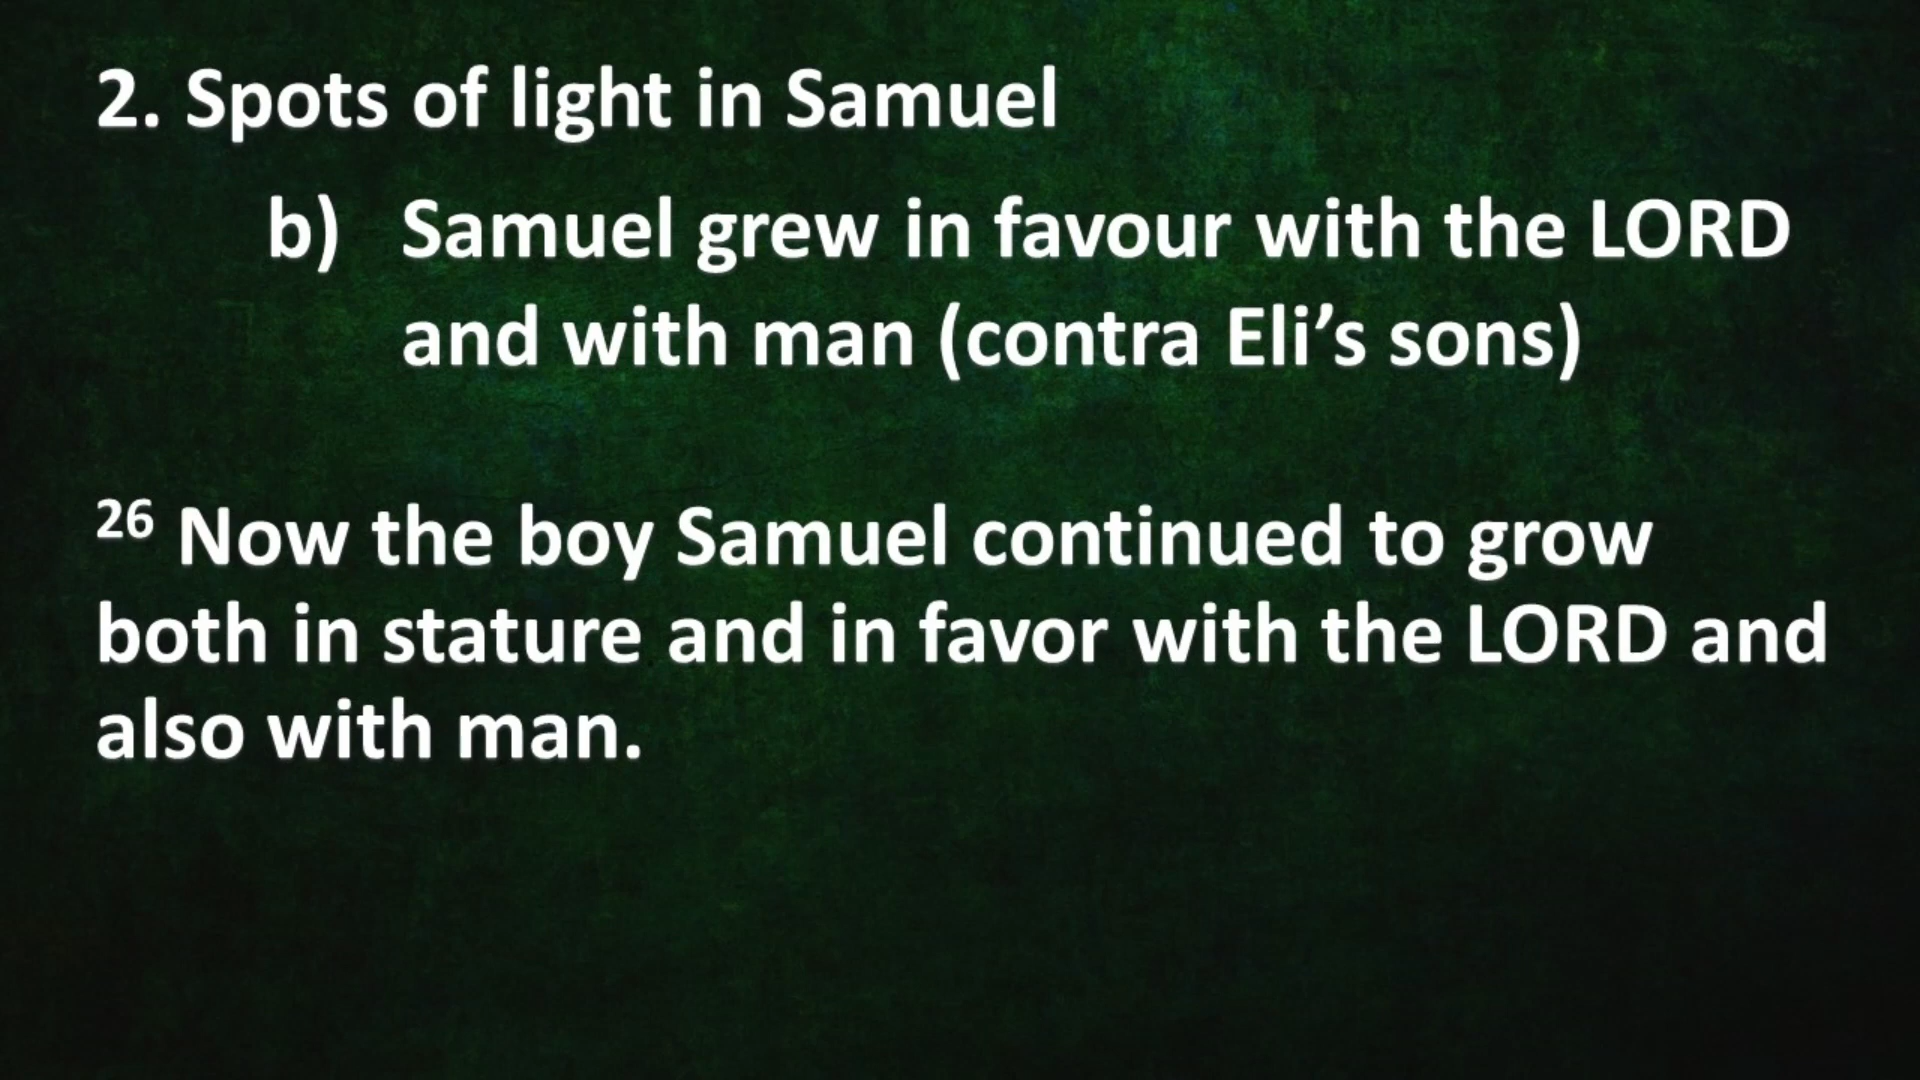 2. Spots of light in Samuel
b) Samuel grew in favour with the LORD
and with man (contra Eli’s sons)
26 Now the boy Samuel continued to grow
both in stature and in favor with the LORD and
also with man.